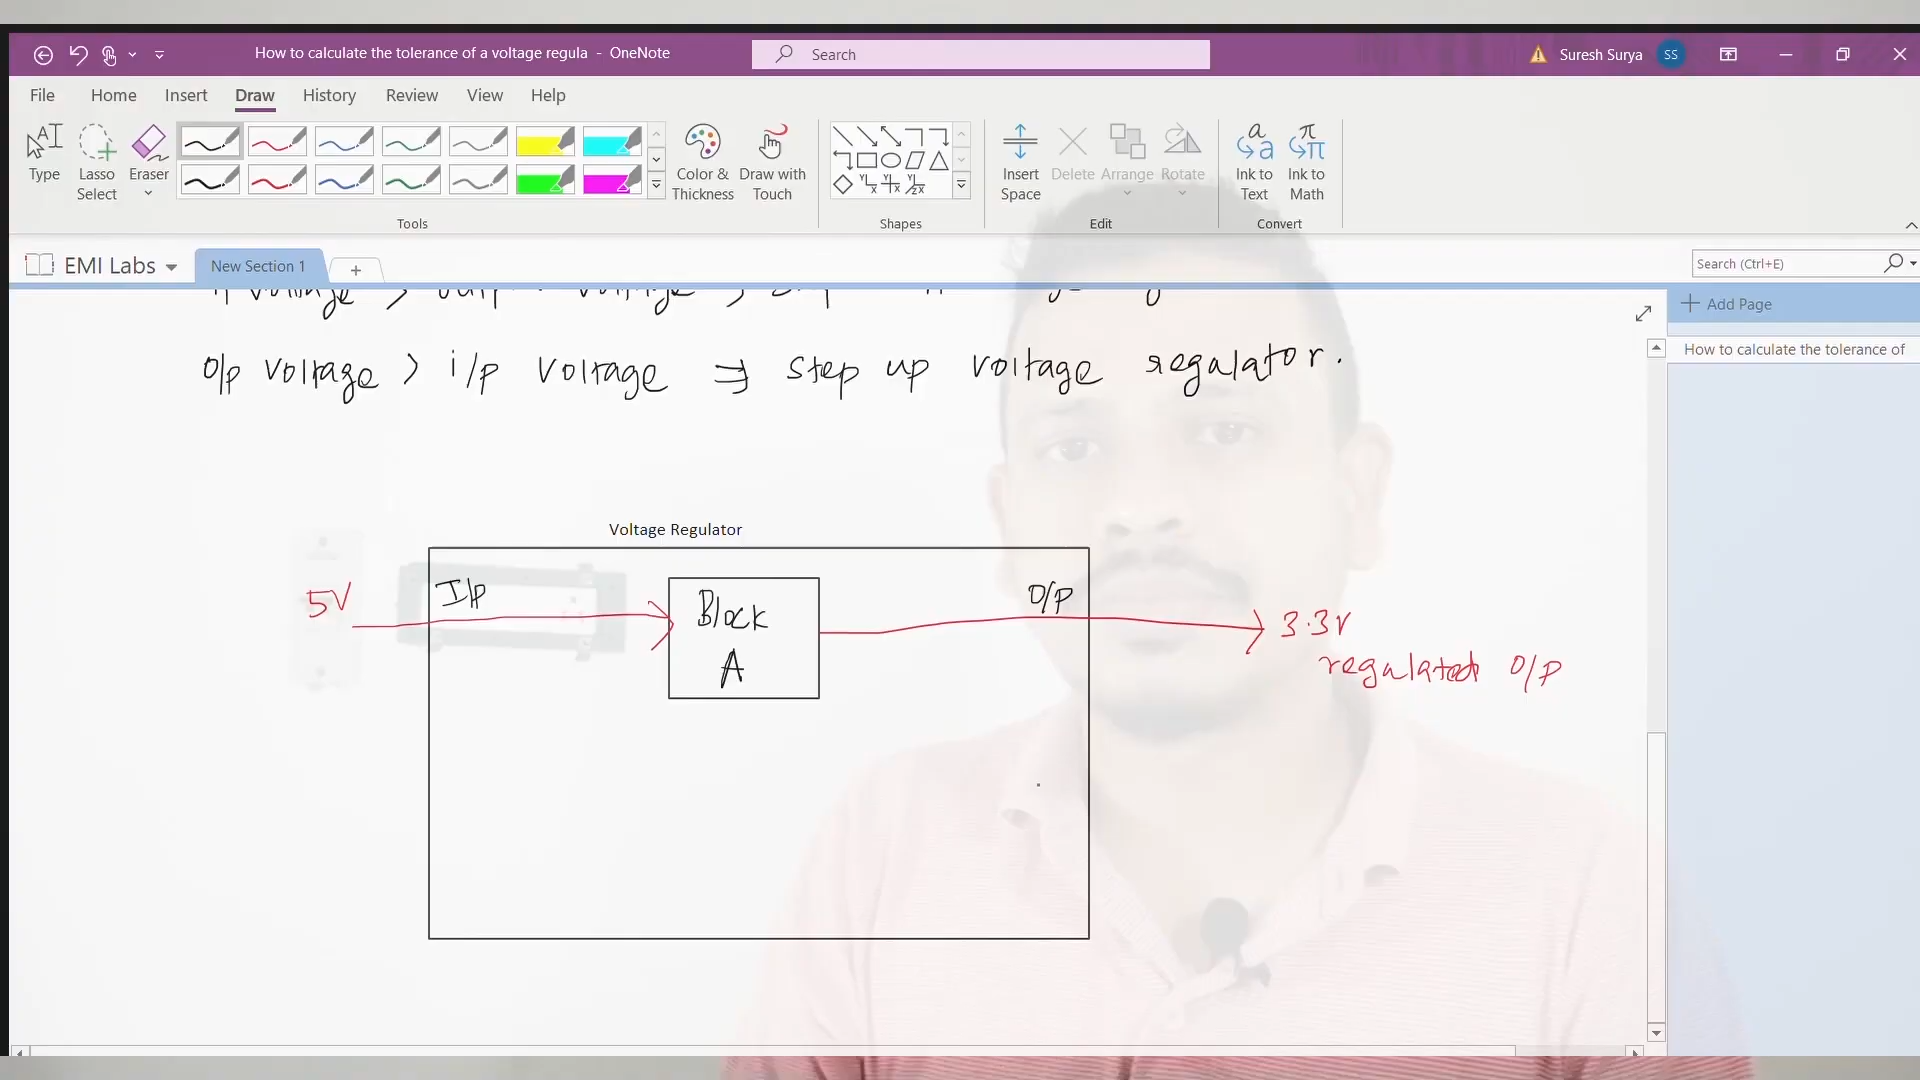 How to calculate the tolerance of a voltage regula - OneNote
Search
Suresh Surya SS
File Home Insert Draw History Review View Help
Type
Lasso Select
Eraser
Color & Thickness
Draw with Touch
Insert Space
Delete Arrange Rotate
Ink to Text
Ink to Math
Tools Shapes Edit Convert
EMI Labs New Section 1 +
Search (Ctrl+E)
Add Page
How to calculate the tolerance of
voltage > voltage
O/p voltage > i/p voltage ⇒ step up voltage regulator.
Voltage Regulator
5V I/p Block A O/p 3.3V
regulated O/P